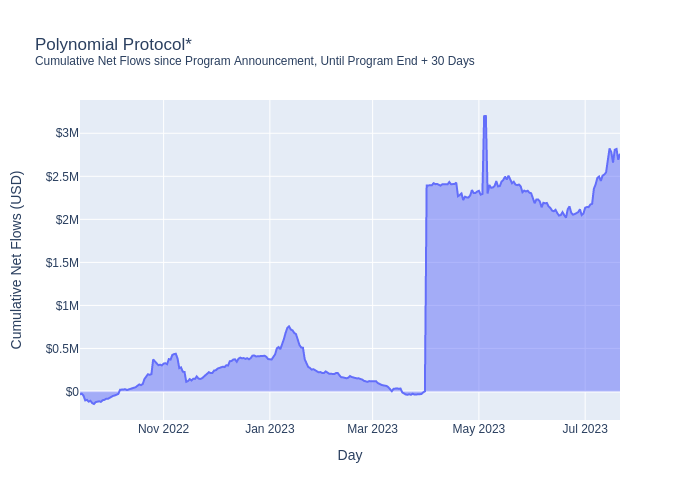 Polynomial Protocol*
Cumulative Net Flows since Program Announcement, Until Program End + 30 Days
Cumulative Net Flows (USD)
$3M
$2.5M
$2M
$1.5M
$1M
$0.5M
$0
Nov 2022 Jan 2023 Mar 2023 May 2023 Jul 2023
Day